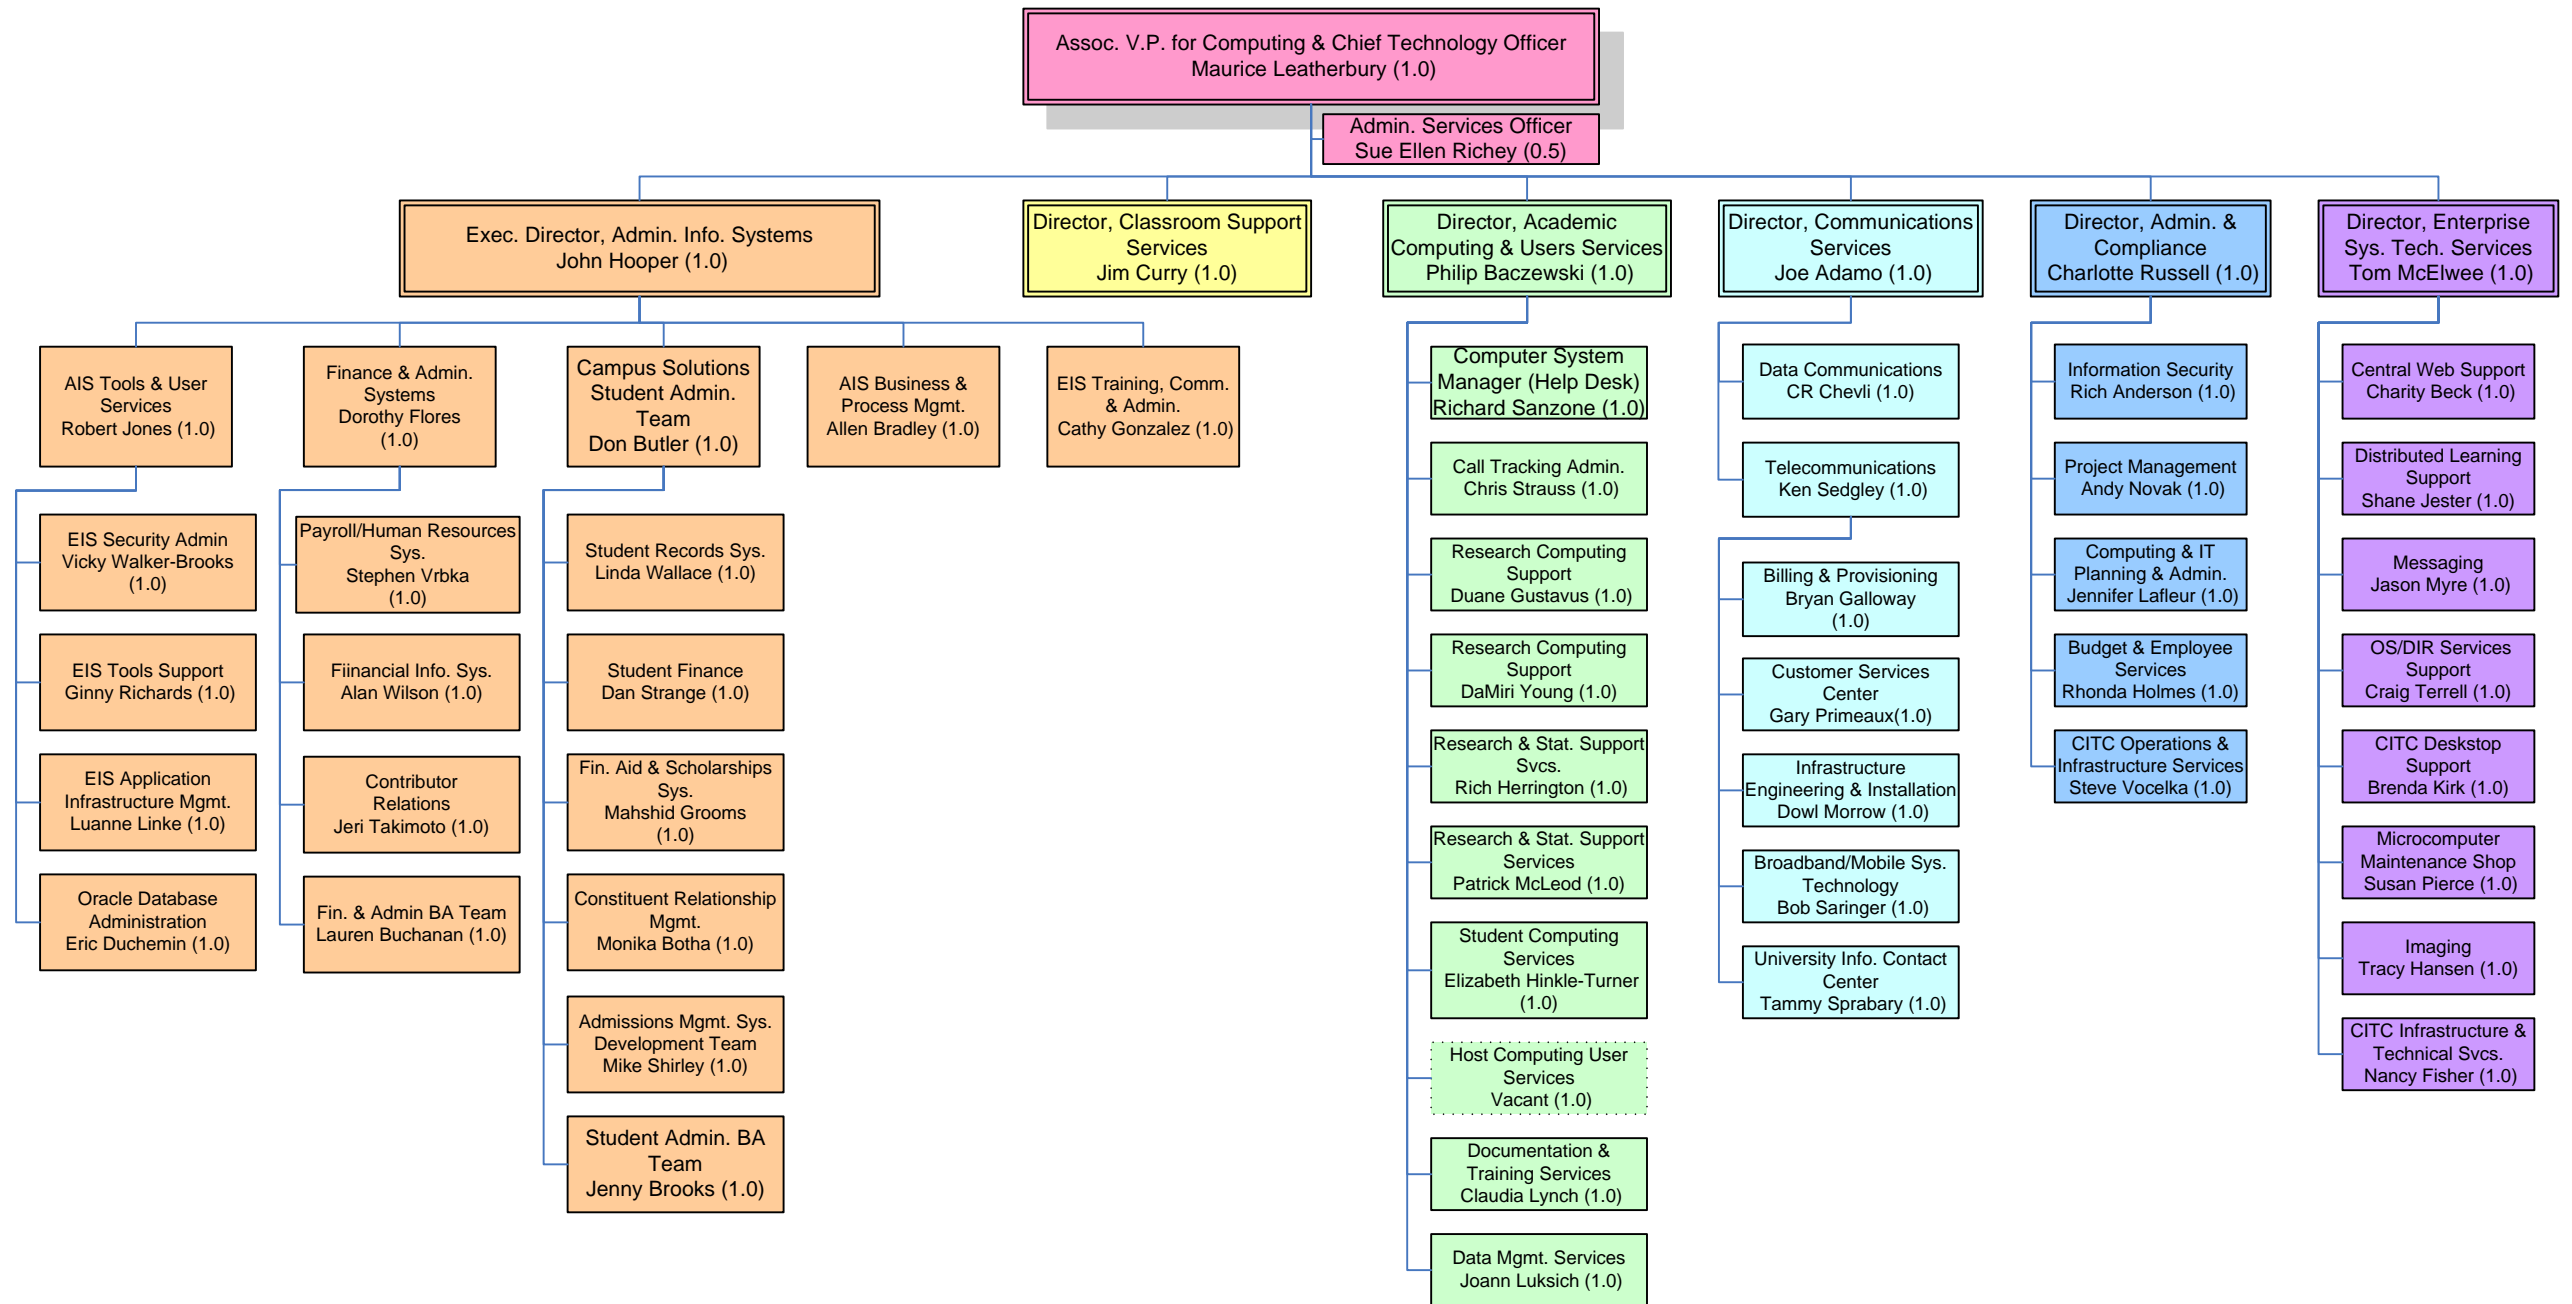 Assoc. V.P. for Computing & Chief Technology Officer
Maurice Leatherbury (1.0)
Admin. Services Officer
Sue Ellen Richey (0.5)
Exec. Director, Admin. Info. Systems
John Hooper (1.0)
Director, Classroom Support
Services
Jim Curry (1.0)
Director, Academic
Computing & Users Services
Philip Baczewski (1.0)
Director, Communications
Services
Joe Adamo (1.0)
Director, Admin. &
Compliance
Charlotte Russell (1.0)
Director, Enterprise
Sys. Tech. Services
Tom McElwee (1.0)
AIS Tools & User
Services
Robert Jones (1.0)
Finance & Admin.
Systems
Dorothy Flores
(1.0)
Campus Solutions
Student Admin.
Team
Don Butler (1.0)
AIS Business &
Process Mgmt.
Allen Bradley (1.0)
EIS Training, Comm.
& Admin.
Cathy Gonzalez (1.0)
EIS Security Admin
Vicky Walker-Brooks
(1.0)
EIS Tools Support
Ginny Richards (1.0)
EIS Application
Infrastructure Mgmt.
Luanne Linke (1.0)
Oracle Database
Administration
Eric Duchemin (1.0)
Payroll/Human Resources
Sys.
Stephen Vrbka
(1.0)
Fiinancial Info. Sys.
Alan Wilson (1.0)
Contributor
Relations
Jeri Takimoto (1.0)
Fin. & Admin BA Team
Lauren Buchanan (1.0)
Student Records Sys.
Linda Wallace (1.0)
Student Finance
Dan Strange (1.0)
Fin. Aid & Scholarships
Sys.
Mahshid Grooms
(1.0)
Constituent Relationship
Mgmt.
Monika Botha (1.0)
Admissions Mgmt. Sys.
Development Team
Mike Shirley (1.0)
Student Admin. BA
Team
Jenny Brooks (1.0)
Computer System
Manager (Help Desk)
Richard Sanzone (1.0)
Call Tracking Admin.
Chris Strauss (1.0)
Research Computing
Support
Duane Gustavus (1.0)
Research Computing
Support
DaMiri Young (1.0)
Research & Stat. Support
Svcs.
Rich Herrington (1.0)
Research & Stat. Support
Services
Patrick McLeod (1.0)
Student Computing
Services
Elizabeth Hinkle-Turner
(1.0)
Host Computing User
Services
Vacant (1.0)
Documentation &
Training Services
Claudia Lynch (1.0)
Data Mgmt. Services
Joann Luksich (1.0)
Data Communications
CR Chevli (1.0)
Telecommunications
Ken Sedgley (1.0)
Billing & Provisioning
Bryan Galloway
(1.0)
Customer Services
Center
Gary Primeaux(1.0)
Infrastructure
Engineering & Installation
Dowl Morrow (1.0)
Broadband/Mobile Sys.
Technology
Bob Saringer (1.0)
University Info. Contact
Center
Tammy Sprabary (1.0)
Information Security
Rich Anderson (1.0)
Project Management
Andy Novak (1.0)
Computing & IT
Planning & Admin.
Jennifer Lafleur (1.0)
Budget & Employee
Services
Rhonda Holmes (1.0)
CITC Operations &
Infrastructure Services
Steve Vocelka (1.0)
Central Web Support
Charity Beck (1.0)
Distributed Learning
Support
Shane Jester (1.0)
Messaging
Jason Myre (1.0)
OS/DIR Services
Support
Craig Terrell (1.0)
CITC Deskstop
Support
Brenda Kirk (1.0)
Microcomputer
Maintenance Shop
Susan Pierce (1.0)
Imaging
Tracy Hansen (1.0)
CITC Infrastructure &
Technical Svcs.
Nancy Fisher (1.0)